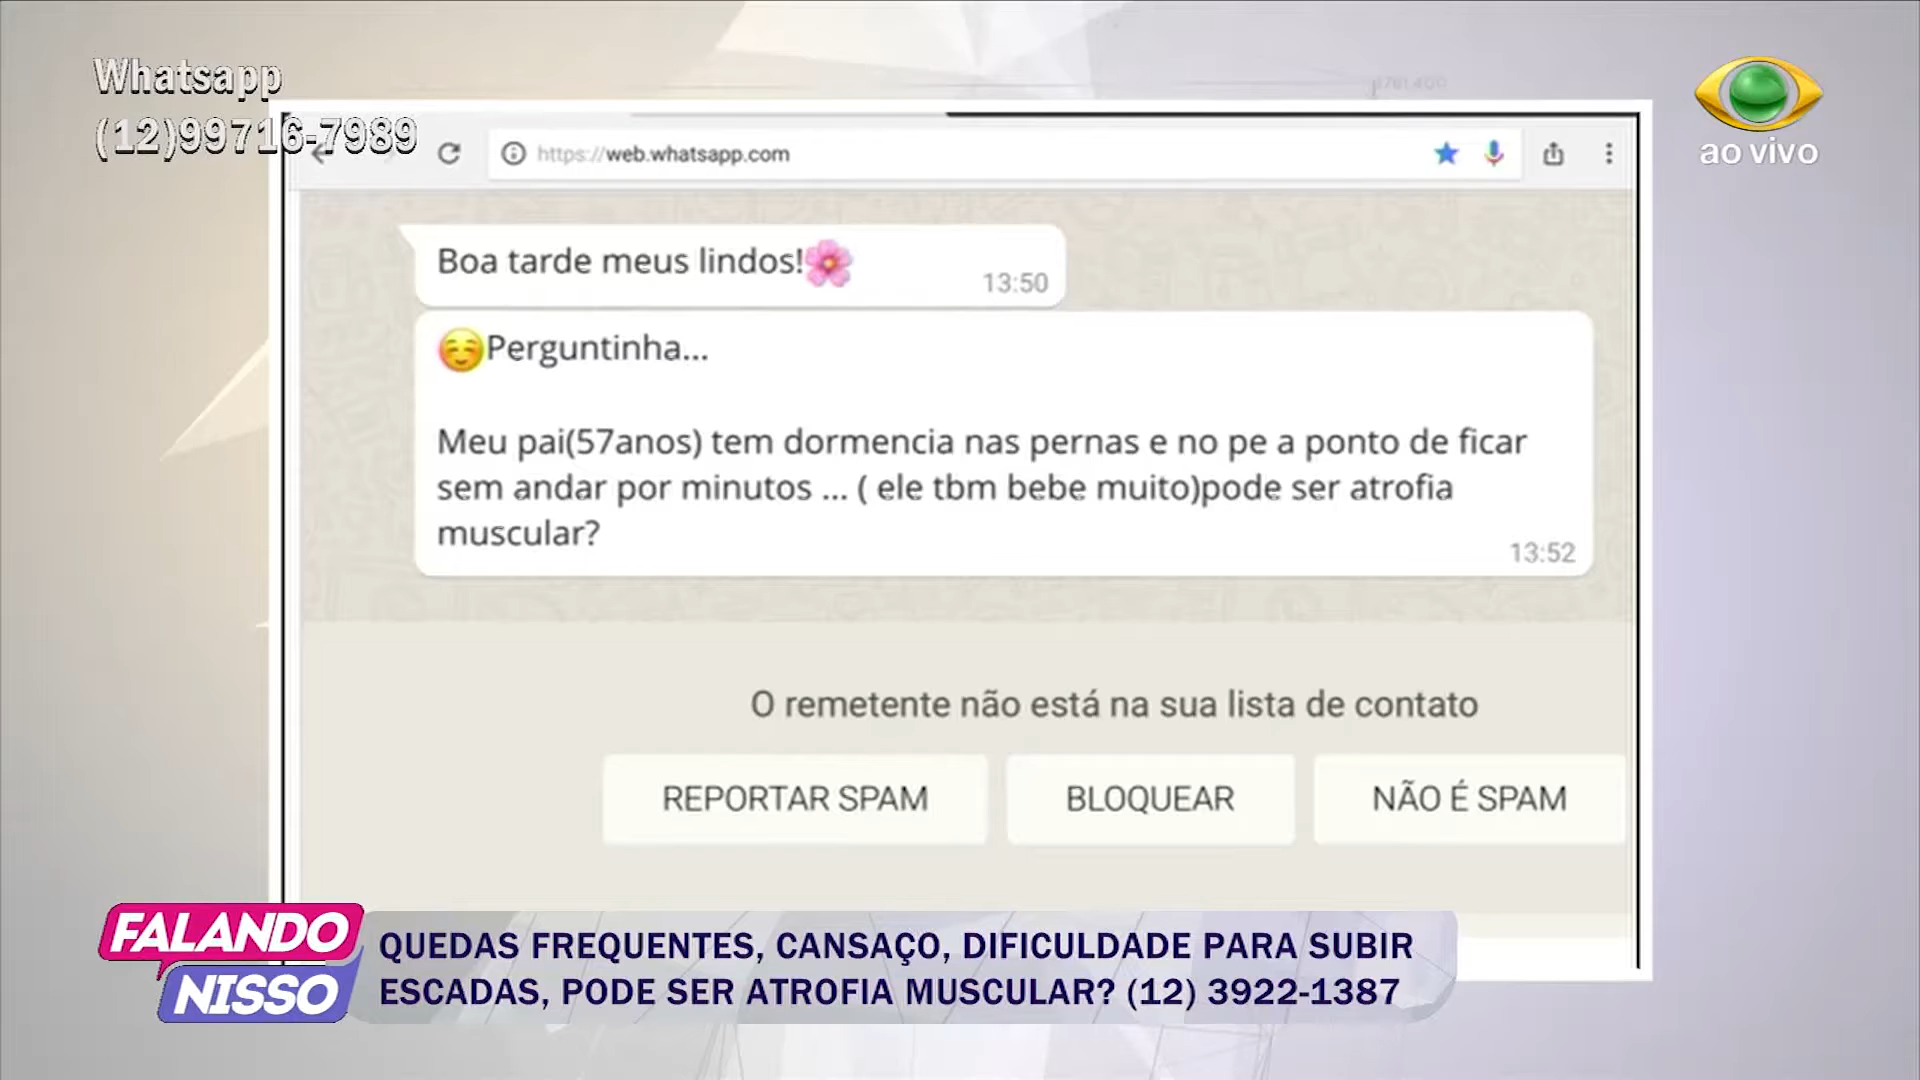 Whatsapp
(12)99716-7989
ao vivo
https://web.whatsapp.com
Boa tarde meus lindos!🌸
13:50
☺️Perguntinha...
Meu pai(57anos) tem dormencia nas pernas e no pe a ponto de ficar
sem andar por minutos ... ( ele tbm bebe muito)pode ser atrofia
muscular?
13:52
O remetente não está na sua lista de contato
REPORTAR SPAM
BLOQUEAR
NÃO É SPAM
FALANDO
NISSO
QUEDAS FREQUENTES, CANSAÇO, DIFICULDADE PARA SUBIR
ESCADAS, PODE SER ATROFIA MUSCULAR? (12) 3922-1387